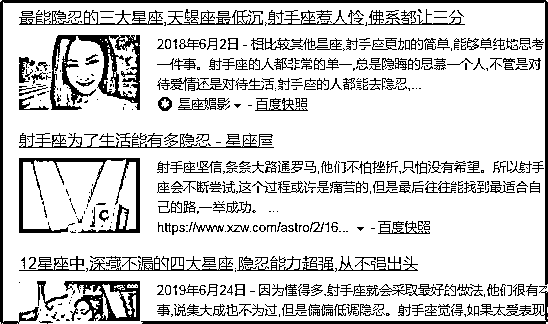 最能隐忍的三大星座,天蝎座最低沉,射手座惹人怜,佛系都让三分
2018年6月2日 - 相比较其他星座,射手座更加的简单,能够单纯地思考
一件事。射手座的人都非常的单一,总是隐晦的思慕一个人,不管是对
待爱情还是对待生活,射手座的人都能去隐忍,...
星座媚影 - 百度快照
射手座为了生活能有多隐忍 - 星座屋
射手座坚信,条条大路通罗马,他们不怕挫折,只怕没有希望。所以射手
座会不断尝试,这个过程或许是痛苦的,但是最后往往能找到最适合自
己的路,一举成功。 ...
https://www.xzw.com/astro/2/16... - 百度快照
12星座中,深藏不漏的四大星座,隐忍能力超强,从不强出头
2019年6月24日 - 因为懂得多,射手座就会采取最好的做法,他们很有本
事,说集大成也不为过,但是偏偏低调隐忍。射手座觉得,如果太爱表现